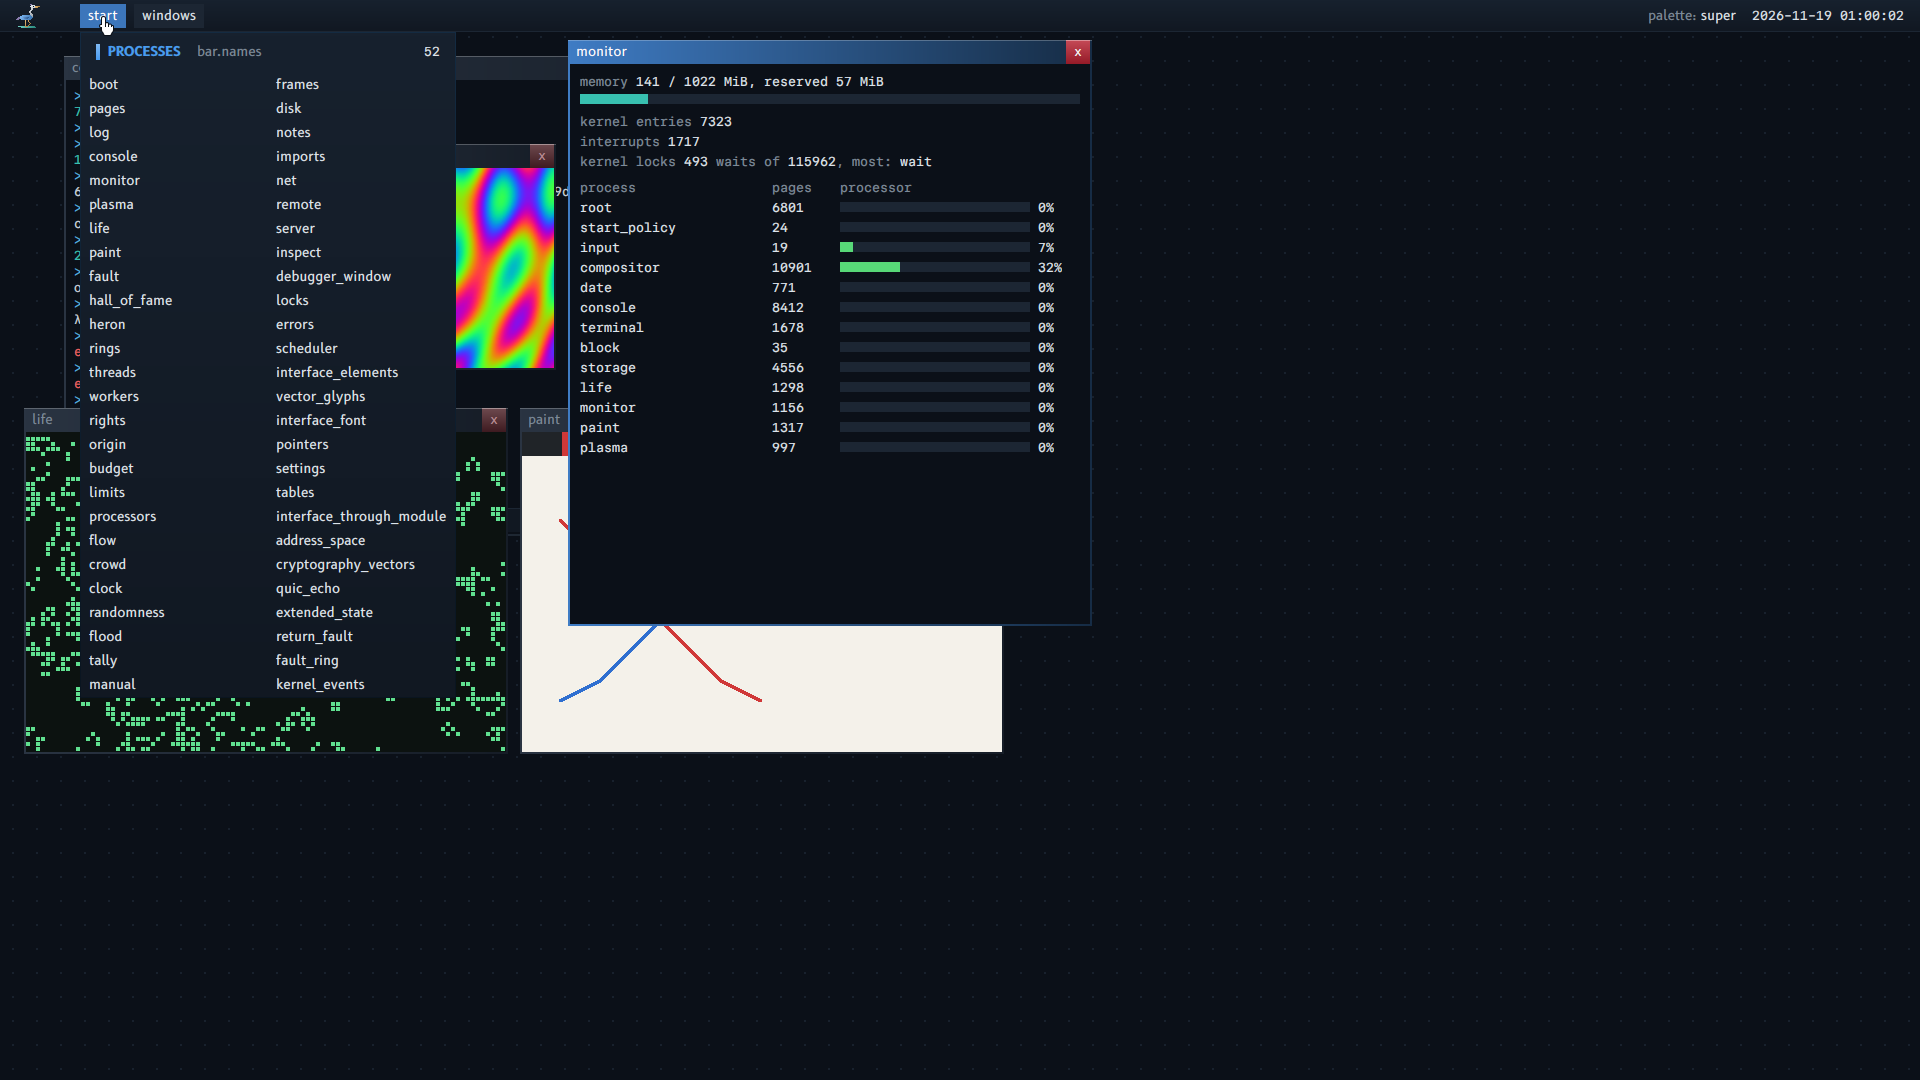 start windows palette: super 2026-11-19 01:00:02
PROCESSES bar.names 52
boot frames
pages disk
log notes
console imports
monitor net
plasma remote
life server
paint inspect
fault debugger_window
hall_of_fame locks
heron errors
rings scheduler
threads interface_elements
workers vector_glyphs
rights interface_font
origin pointers
budget settings
limits tables
processors interface_through_module
flow address_space
crowd cryptography_vectors
clock quic_echo
randomness extended_state
flood return_fault
tally fault_ring
manual kernel_events
monitor x
memory 141 / 1022 MiB, reserved 57 MiB
kernel entries 7323
interrupts 1717
kernel locks 493 waits of 115962, most: wait
process pages processor
root 6801 0%
start_policy 24 0%
input 19 7%
compositor 10901 32%
date 771 0%
console 8412 0%
terminal 1678 0%
block 35 0%
storage 4556 0%
life 1298 0%
monitor 1156 0%
paint 1317 0%
plasma 997 0%
x
9d
>
7
>
>
1
>
6
>
>
2
>
>
λ
>
e
>
e
>
life x
paint